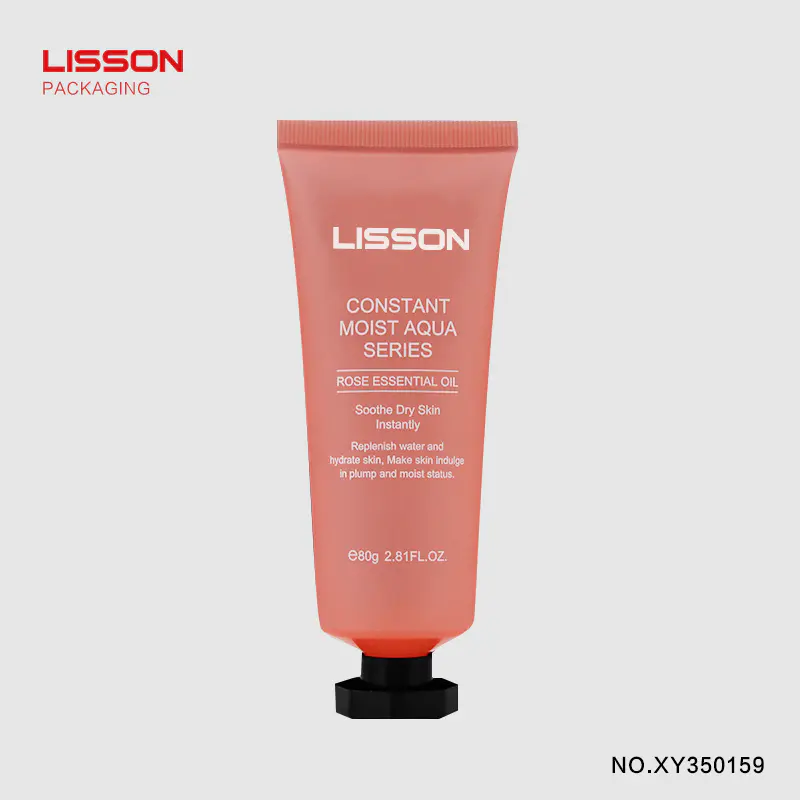 LISSON
PACKAGING
LISSON
CONSTANT
MOIST AQUA
SERIES
ROSE ESSENTIAL OIL
Soothe Dry Skin
Instantly
Replenish water and
hydrate skin, Make skin indulge
in plump and moist status.
℮80g 2.81FL.OZ.
NO.XY350159